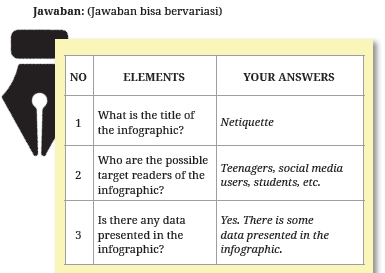 Jawaban: (Jawaban bisa bervariasi)
NO ELEMENTS YOUR ANSWERS
1 What is the title of the infographic? Netiquette
2 Who are the possible target readers of the infographic? Teenagers, social media users, students, etc.
3 Is there any data presented in the infographic? Yes. There is some data presented in the infographic.